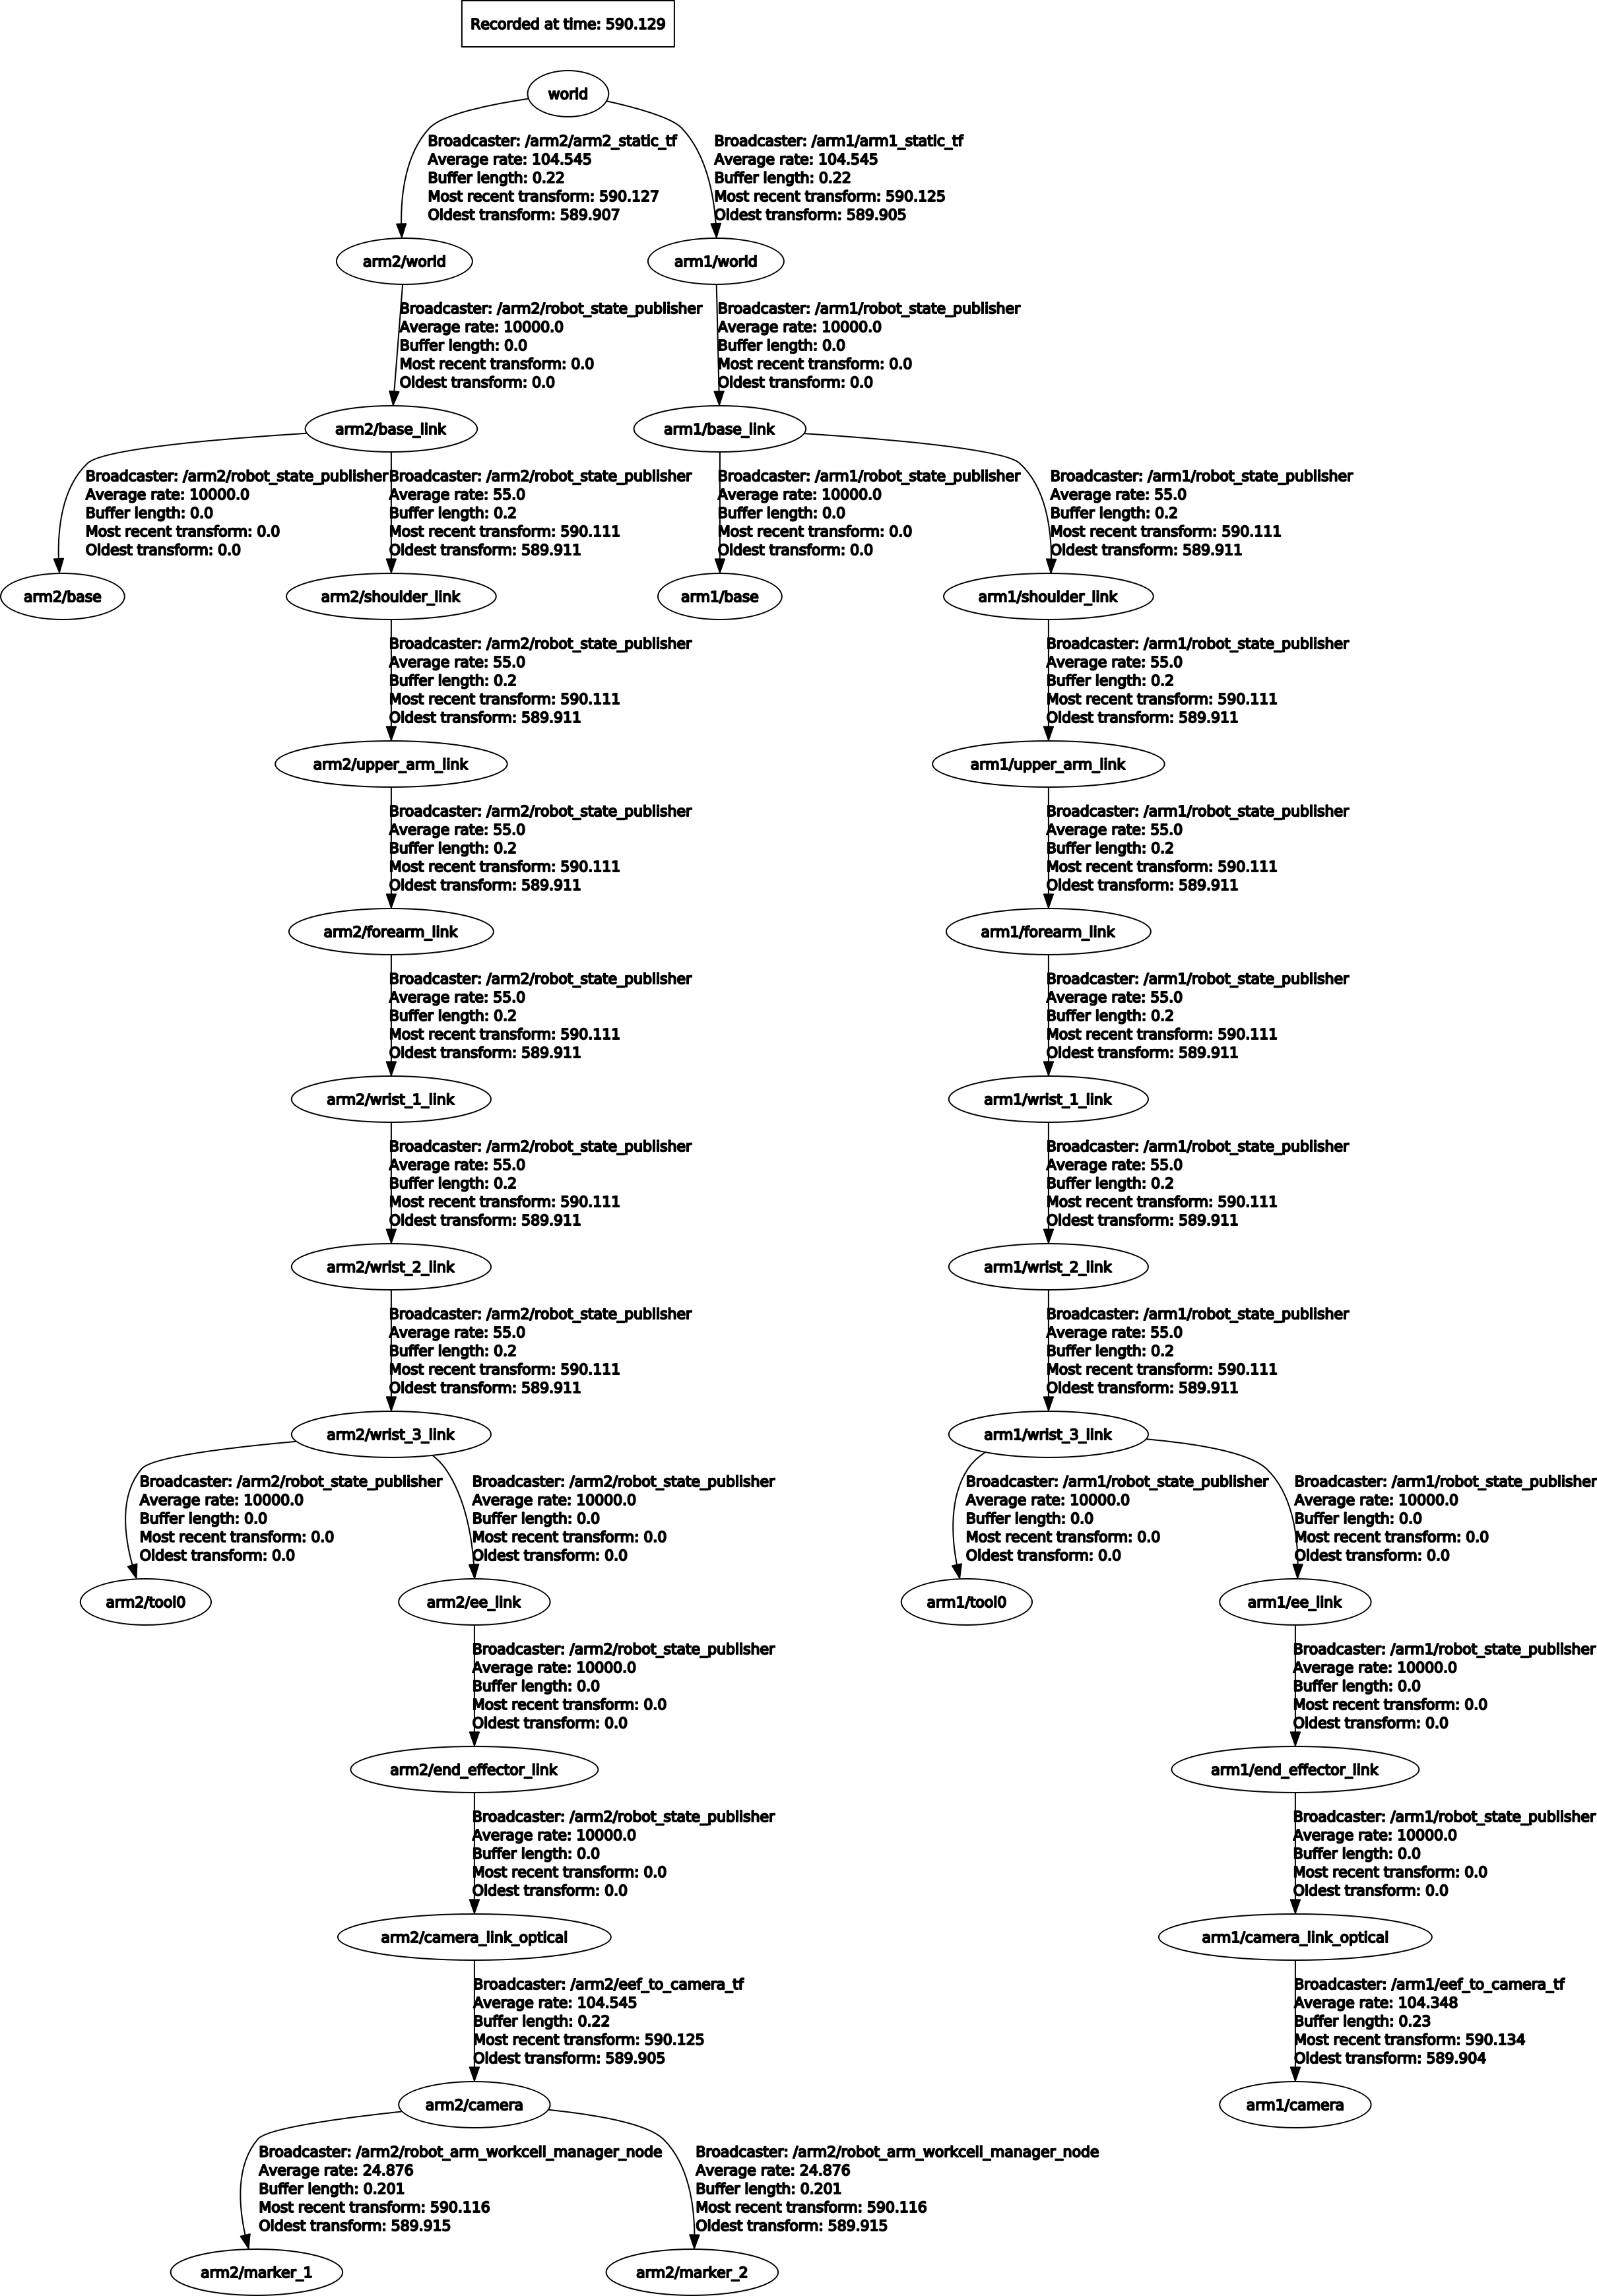 Recorded at time: 590.129
world
Broadcaster: /arm2/arm2_static_tf
Average rate: 104.545
Buffer length: 0.22
Most recent transform: 590.127
Oldest transform: 589.907
Broadcaster: /arm1/arm1_static_tf
Average rate: 104.545
Buffer length: 0.22
Most recent transform: 590.125
Oldest transform: 589.905
arm2/world
arm1/world
Broadcaster: /arm2/robot_state_publisher
Average rate: 10000.0
Buffer length: 0.0
Most recent transform: 0.0
Oldest transform: 0.0
Broadcaster: /arm1/robot_state_publisher
Average rate: 10000.0
Buffer length: 0.0
Most recent transform: 0.0
Oldest transform: 0.0
arm2/base_link
arm1/base_link
Broadcaster: /arm2/robot_state_publisher
Average rate: 10000.0
Buffer length: 0.0
Most recent transform: 0.0
Oldest transform: 0.0
Broadcaster: /arm2/robot_state_publisher
Average rate: 55.0
Buffer length: 0.2
Most recent transform: 590.111
Oldest transform: 589.911
Broadcaster: /arm1/robot_state_publisher
Average rate: 10000.0
Buffer length: 0.0
Most recent transform: 0.0
Oldest transform: 0.0
Broadcaster: /arm1/robot_state_publisher
Average rate: 55.0
Buffer length: 0.2
Most recent transform: 590.111
Oldest transform: 589.911
arm2/base
arm2/shoulder_link
arm1/base
arm1/shoulder_link
Broadcaster: /arm2/robot_state_publisher
Average rate: 55.0
Buffer length: 0.2
Most recent transform: 590.111
Oldest transform: 589.911
Broadcaster: /arm1/robot_state_publisher
Average rate: 55.0
Buffer length: 0.2
Most recent transform: 590.111
Oldest transform: 589.911
arm2/upper_arm_link
arm1/upper_arm_link
Broadcaster: /arm2/robot_state_publisher
Average rate: 55.0
Buffer length: 0.2
Most recent transform: 590.111
Oldest transform: 589.911
Broadcaster: /arm1/robot_state_publisher
Average rate: 55.0
Buffer length: 0.2
Most recent transform: 590.111
Oldest transform: 589.911
arm2/forearm_link
arm1/forearm_link
Broadcaster: /arm2/robot_state_publisher
Average rate: 55.0
Buffer length: 0.2
Most recent transform: 590.111
Oldest transform: 589.911
Broadcaster: /arm1/robot_state_publisher
Average rate: 55.0
Buffer length: 0.2
Most recent transform: 590.111
Oldest transform: 589.911
arm2/wrist_1_link
arm1/wrist_1_link
Broadcaster: /arm2/robot_state_publisher
Average rate: 55.0
Buffer length: 0.2
Most recent transform: 590.111
Oldest transform: 589.911
Broadcaster: /arm1/robot_state_publisher
Average rate: 55.0
Buffer length: 0.2
Most recent transform: 590.111
Oldest transform: 589.911
arm2/wrist_2_link
arm1/wrist_2_link
Broadcaster: /arm2/robot_state_publisher
Average rate: 55.0
Buffer length: 0.2
Most recent transform: 590.111
Oldest transform: 589.911
Broadcaster: /arm1/robot_state_publisher
Average rate: 55.0
Buffer length: 0.2
Most recent transform: 590.111
Oldest transform: 589.911
arm2/wrist_3_link
arm1/wrist_3_link
Broadcaster: /arm2/robot_state_publisher
Average rate: 10000.0
Buffer length: 0.0
Most recent transform: 0.0
Oldest transform: 0.0
Broadcaster: /arm2/robot_state_publisher
Average rate: 10000.0
Buffer length: 0.0
Most recent transform: 0.0
Oldest transform: 0.0
Broadcaster: /arm1/robot_state_publisher
Average rate: 10000.0
Buffer length: 0.0
Most recent transform: 0.0
Oldest transform: 0.0
Broadcaster: /arm1/robot_state_publisher
Average rate: 10000.0
Buffer length: 0.0
Most recent transform: 0.0
Oldest transform: 0.0
arm2/tool0
arm2/ee_link
arm1/tool0
arm1/ee_link
Broadcaster: /arm2/robot_state_publisher
Average rate: 10000.0
Buffer length: 0.0
Most recent transform: 0.0
Oldest transform: 0.0
Broadcaster: /arm1/robot_state_publisher
Average rate: 10000.0
Buffer length: 0.0
Most recent transform: 0.0
Oldest transform: 0.0
arm2/end_effector_link
arm1/end_effector_link
Broadcaster: /arm2/robot_state_publisher
Average rate: 10000.0
Buffer length: 0.0
Most recent transform: 0.0
Oldest transform: 0.0
Broadcaster: /arm1/robot_state_publisher
Average rate: 10000.0
Buffer length: 0.0
Most recent transform: 0.0
Oldest transform: 0.0
arm2/camera_link_optical
arm1/camera_link_optical
Broadcaster: /arm2/eef_to_camera_tf
Average rate: 104.545
Buffer length: 0.22
Most recent transform: 590.125
Oldest transform: 589.905
Broadcaster: /arm1/eef_to_camera_tf
Average rate: 104.348
Buffer length: 0.23
Most recent transform: 590.134
Oldest transform: 589.904
arm2/camera
arm1/camera
Broadcaster: /arm2/robot_arm_workcell_manager_node
Average rate: 24.876
Buffer length: 0.201
Most recent transform: 590.116
Oldest transform: 589.915
Broadcaster: /arm2/robot_arm_workcell_manager_node
Average rate: 24.876
Buffer length: 0.201
Most recent transform: 590.116
Oldest transform: 589.915
arm2/marker_1
arm2/marker_2